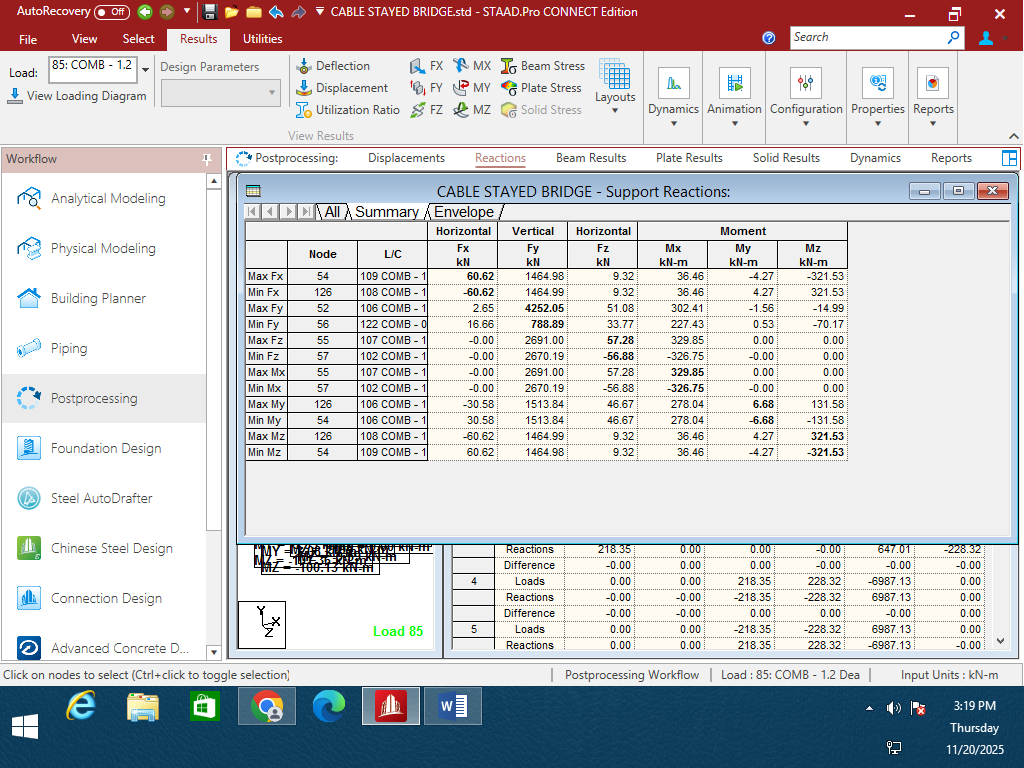 AutoRecovery Off CABLE STAYED BRIDGE.std - STAAD.Pro CONNECT Edition
File View Select Results Utilities Search
Load: 85: COMB - 1.2 Design Parameters
View Loading Diagram
Deflection FX MX Beam Stress
Displacement FY MY Plate Stress
Utilization Ratio FZ MZ Solid Stress
View Results
Layouts Dynamics Animation Configuration Properties Reports
Workflow
Postprocessing: Displacements Reactions Beam Results Plate Results Solid Results Dynamics Reports
Analytical Modeling
Physical Modeling
Building Planner
Piping
Postprocessing
Foundation Design
Steel AutoDrafter
Chinese Steel Design
Connection Design
Advanced Concrete D...
CABLE STAYED BRIDGE - Support Reactions:
All Summary Envelope
Horizontal Vertical Horizontal Moment
Node L/C Fx kN Fy kN Fz kN Mx kN-m My kN-m Mz kN-m
Max Fx 54 109 COMB - 1 60.62 1464.98 9.32 36.46 -4.27 -321.53
Min Fx 126 108 COMB - 1 -60.62 1464.99 9.32 36.46 4.27 321.53
Max Fy 52 106 COMB - 1 2.65 4252.05 51.08 302.41 -1.56 -14.99
Min Fy 56 122 COMB - 0 16.66 788.89 33.77 227.43 0.53 -70.17
Max Fz 55 107 COMB - 1 -0.00 2691.00 57.28 329.85 0.00 0.00
Min Fz 57 102 COMB - 1 -0.00 2670.19 -56.88 -326.75 -0.00 0.00
Max Mx 55 107 COMB - 1 -0.00 2691.00 57.28 329.85 0.00 0.00
Min Mx 57 102 COMB - 1 -0.00 2670.19 -56.88 -326.75 -0.00 0.00
Max My 126 106 COMB - 1 -30.58 1513.84 46.67 278.04 6.68 131.58
Min My 54 106 COMB - 1 30.58 1513.84 46.67 278.04 -6.68 -131.58
Max Mz 126 108 COMB - 1 -60.62 1464.99 9.32 36.46 4.27 321.53
Min Mz 54 109 COMB - 1 60.62 1464.98 9.32 36.46 -4.27 -321.53
MZ = -100.13 kN-m
Y
X
Z
Load 85
Reactions 218.35 0.00 0.00 -0.00 647.01 -228.32
Difference -0.00 0.00 0.00 -0.00 -0.00 -0.00
4 Loads 0.00 0.00 218.35 228.32 -6987.13 0.00
Reactions -0.00 -0.00 -218.35 -228.32 6987.13 0.00
Difference -0.00 -0.00 0.00 0.00 -0.00 0.00
5 Loads 0.00 0.00 -218.35 -228.32 6987.13 0.00
Reactions 0.00 0.00 218.35 228.32 -6987.13 -0.00
Click on nodes to select (Ctrl+click to toggle selection) Postprocessing Workflow Load : 85: COMB - 1.2 Dea Input Units : kN-m
3:19 PM
Thursday
11/20/2025